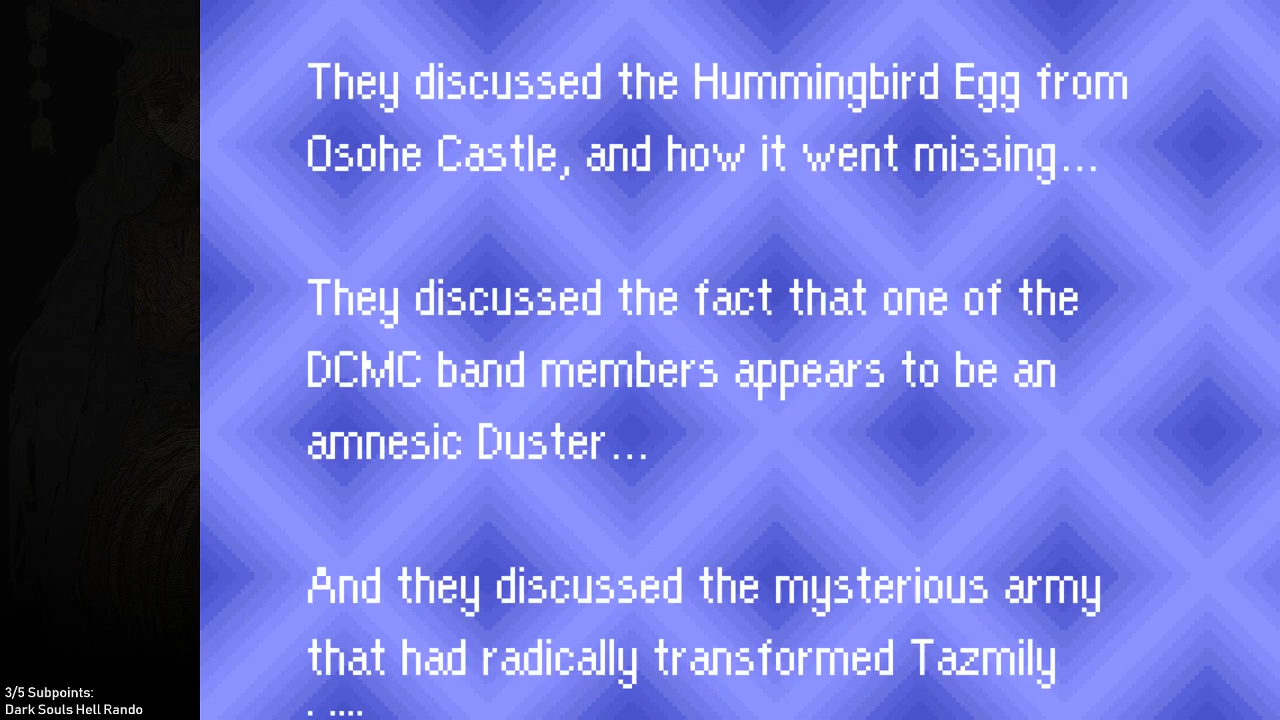 They discussed the Hummingbird Egg from
Osohe Castle, and how it went missing...
They discussed the fact that one of the
DCMC band members appears to be an
amnesic Duster...
And they discussed the mysterious army
that had radically transformed Tazmily
3/5 Subpoints:
Dark Souls Hell Rando